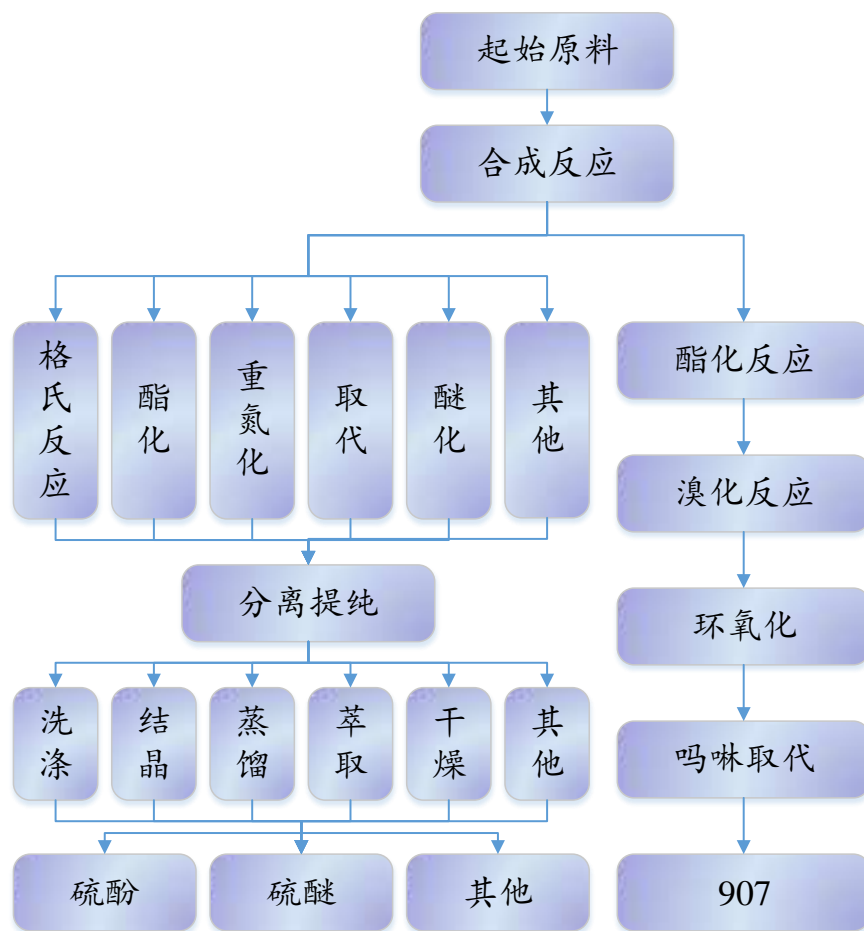 起始原料
合成反应
格氏反应
酯化
重氮化
取代
醚化
其他
酯化反应
溴化反应
分离提纯
环氧化
洗涤
结晶
蒸馏
萃取
干燥
其他
吗啉取代
硫酚
硫醚
其他
907